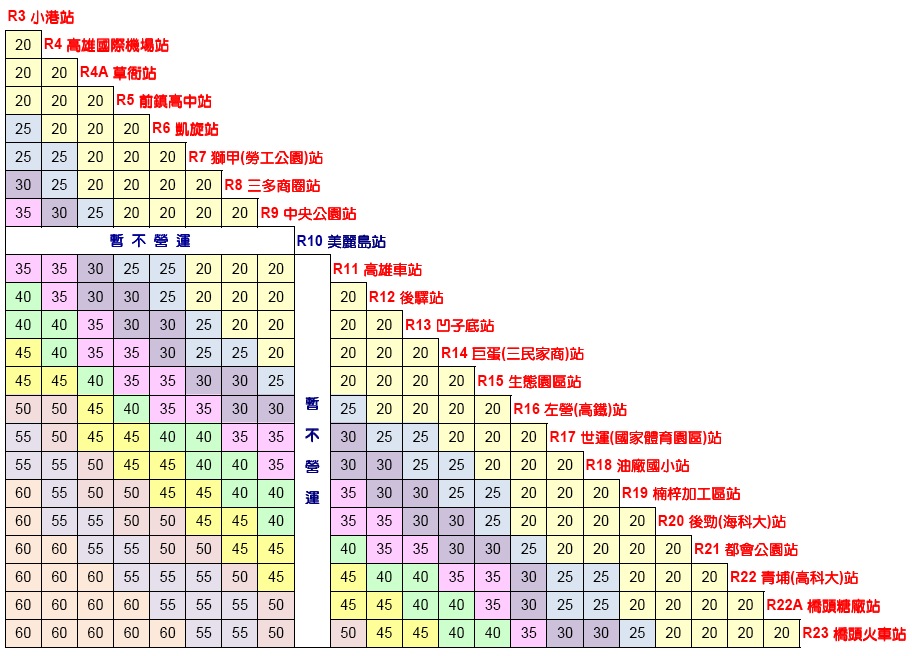 R3 小港站
20 R4 高雄國際機場站
20 20 R4A 草衙站
20 20 20 R5 前鎮高中站
25 20 20 20 R6 凱旋站
25 25 20 20 20 R7 獅甲(勞工公園)站
30 25 20 20 20 20 R8 三多商圈站
35 30 25 20 20 20 20 R9 中央公園站
暫不營運 R10 美麗島站
35 35 30 25 25 20 20 20 R11 高雄車站
40 35 30 30 25 20 20 20 20 R12 後驛站
40 40 35 30 30 25 20 20 20 20 R13 凹子底站
45 40 35 35 30 25 25 20 20 20 20 R14 巨蛋(三民家商)站
45 45 40 35 35 30 30 25 20 20 20 20 R15 生態園區站
50 50 45 40 35 35 30 30 暫 25 20 20 20 20 R16 左營(高鐵)站
55 50 45 45 40 40 35 35 不 30 25 25 20 20 20 R17 世運(國家體育園區)站
55 55 50 45 45 40 40 35 營 30 30 25 25 20 20 20 R18 油廠國小站
60 55 50 50 45 45 40 40 運 35 30 30 25 25 20 20 20 R19 楠梓加工區站
60 55 55 50 50 45 45 40 35 35 30 30 25 20 20 20 20 R20 後勁(海科大)站
60 60 55 55 50 50 45 45 40 35 35 30 30 25 20 20 20 20 R21 都會公園站
60 60 60 55 55 55 50 45 45 40 40 35 35 30 25 25 20 20 20 R22 青埔(高科大)站
60 60 60 60 55 55 55 50 45 45 40 40 35 30 25 25 20 20 20 20 R22A 橋頭糖廠站
60 60 60 60 60 55 55 50 50 45 45 40 40 35 30 30 25 20 20 20 20 R23 橋頭火車站